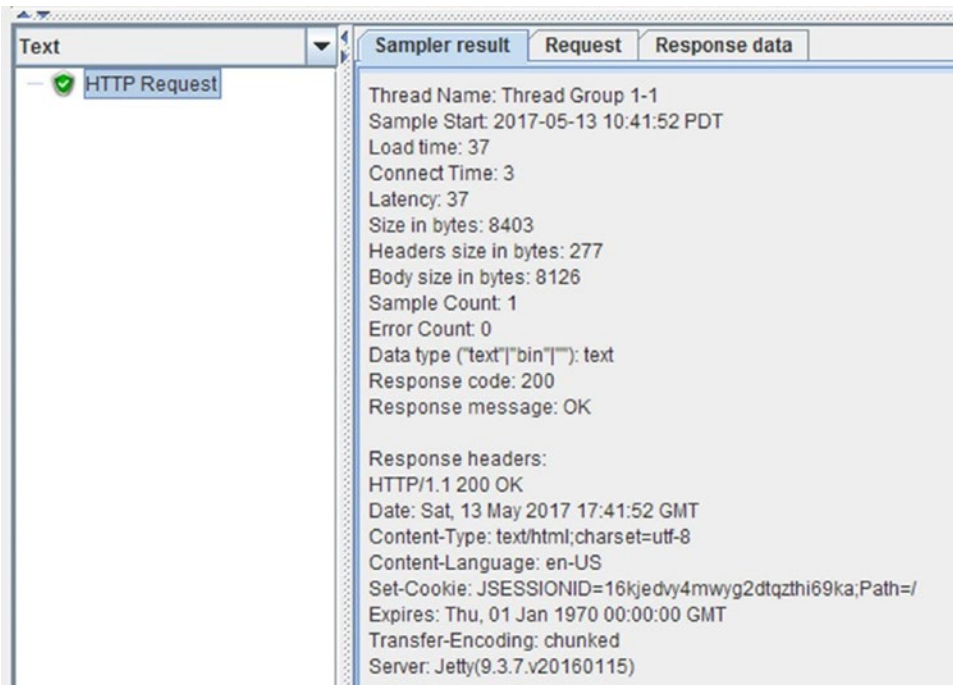 Text
HTTP Request
Sampler result Request Response data
Thread Name: Thread Group 1-1
Sample Start: 2017-05-13 10:41:52 PDT
Load time: 37
Connect Time: 3
Latency: 37
Size in bytes: 8403
Headers size in bytes: 277
Body size in bytes: 8126
Sample Count: 1
Error Count: 0
Data type ("text"|"bin"|""): text
Response code: 200
Response message: OK
Response headers:
HTTP/1.1 200 OK
Date: Sat, 13 May 2017 17:41:52 GMT
Content-Type: text/html;charset=utf-8
Content-Language: en-US
Set-Cookie: JSESSIONID=16kjedvy4mwyg2dtqzthi69ka;Path=/
Expires: Thu, 01 Jan 1970 00:00:00 GMT
Transfer-Encoding: chunked
Server: Jetty(9.3.7.v20160115)